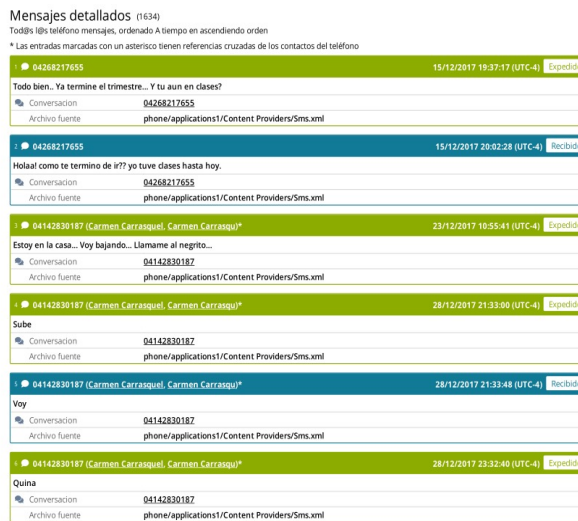 Mensajes detallados (1634)
Tod@s l@s teléfono mensajes, ordenado A tiempo en ascendiendo orden
* Las entradas marcadas con un asterisco tienen referencias cruzadas de los contactos del teléfono
1 04268217655 15/12/2017 19:37:17 (UTC-4) Expedido
Todo bien.. Ya termine el trimestre... Y tu aun en clases?
Conversacion 04268217655
Archivo fuente phone/applications1/Content Providers/Sms.xml
2 04268217655 15/12/2017 20:02:28 (UTC-4) Recibido
Holaa! como te termino de ir?? yo tuve clases hasta hoy.
Conversacion 04268217655
Archivo fuente phone/applications1/Content Providers/Sms.xml
3 04142830187 (Carmen Carrasquel, Carmen Carrasqu)* 23/12/2017 10:55:41 (UTC-4) Expedido
Estoy en la casa... Voy bajando... Llamame al negrito...
Conversacion 04142830187
Archivo fuente phone/applications1/Content Providers/Sms.xml
4 04142830187 (Carmen Carrasquel, Carmen Carrasqu)* 28/12/2017 21:33:00 (UTC-4) Expedido
Sube
Conversacion 04142830187
Archivo fuente phone/applications1/Content Providers/Sms.xml
5 04142830187 (Carmen Carrasquel, Carmen Carrasqu)* 28/12/2017 21:33:48 (UTC-4) Recibido
Voy
Conversacion 04142830187
Archivo fuente phone/applications1/Content Providers/Sms.xml
6 04142830187 (Carmen Carrasquel, Carmen Carrasqu)* 28/12/2017 23:32:40 (UTC-4) Expedido
Quina
Conversacion 04142830187
Archivo fuente phone/applications1/Content Providers/Sms.xml